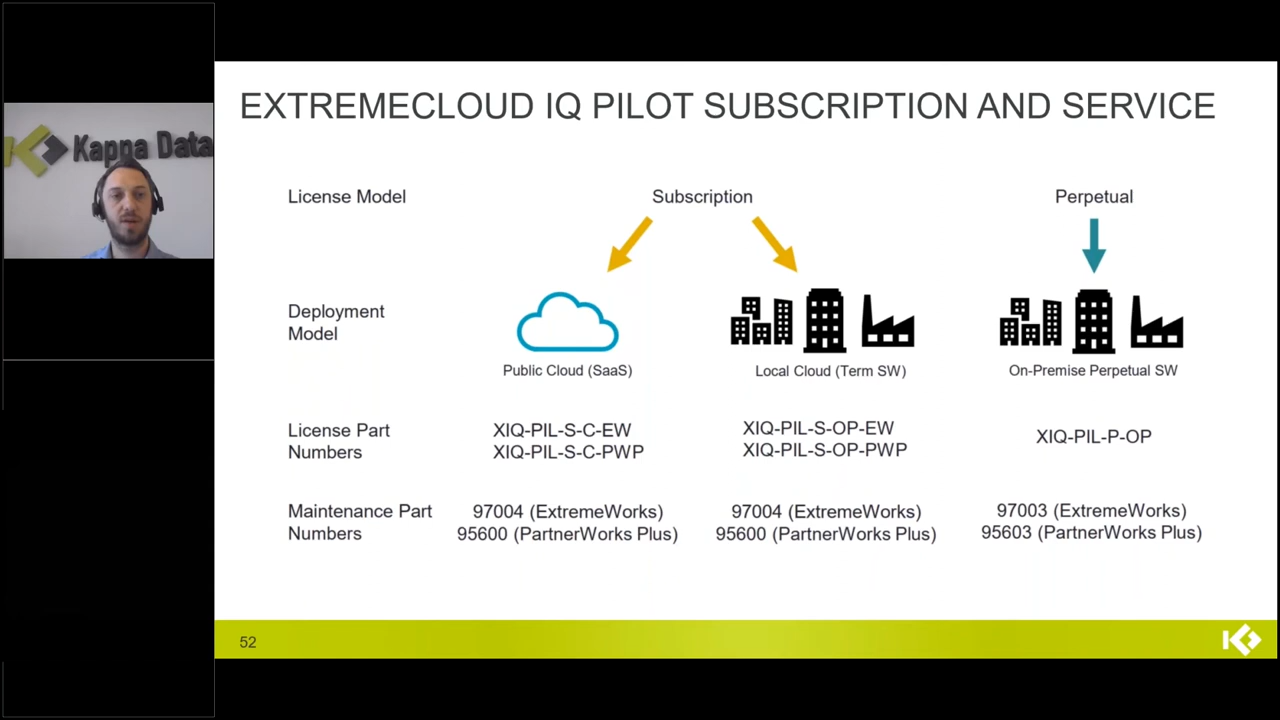 Kappa Data
EXTREMECLOUD IQ PILOT SUBSCRIPTION AND SERVICE
License Model
Subscription
Perpetual
Deployment
Model
Public Cloud (SaaS)
Local Cloud (Term SW)
On-Premise Perpetual SW
License Part
Numbers
XIQ-PIL-S-C-EW
XIQ-PIL-S-C-PWP
XIQ-PIL-S-OP-EW
XIQ-PIL-S-OP-PWP
XIQ-PIL-P-OP
Maintenance Part
Numbers
97004 (ExtremeWorks)
95600 (PartnerWorks Plus)
97004 (ExtremeWorks)
95600 (PartnerWorks Plus)
97003 (ExtremeWorks)
95603 (PartnerWorks Plus)
52